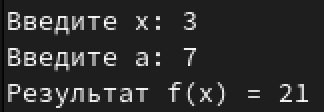 Введите x: 3
Введите a: 7
Результат f(x) = 21